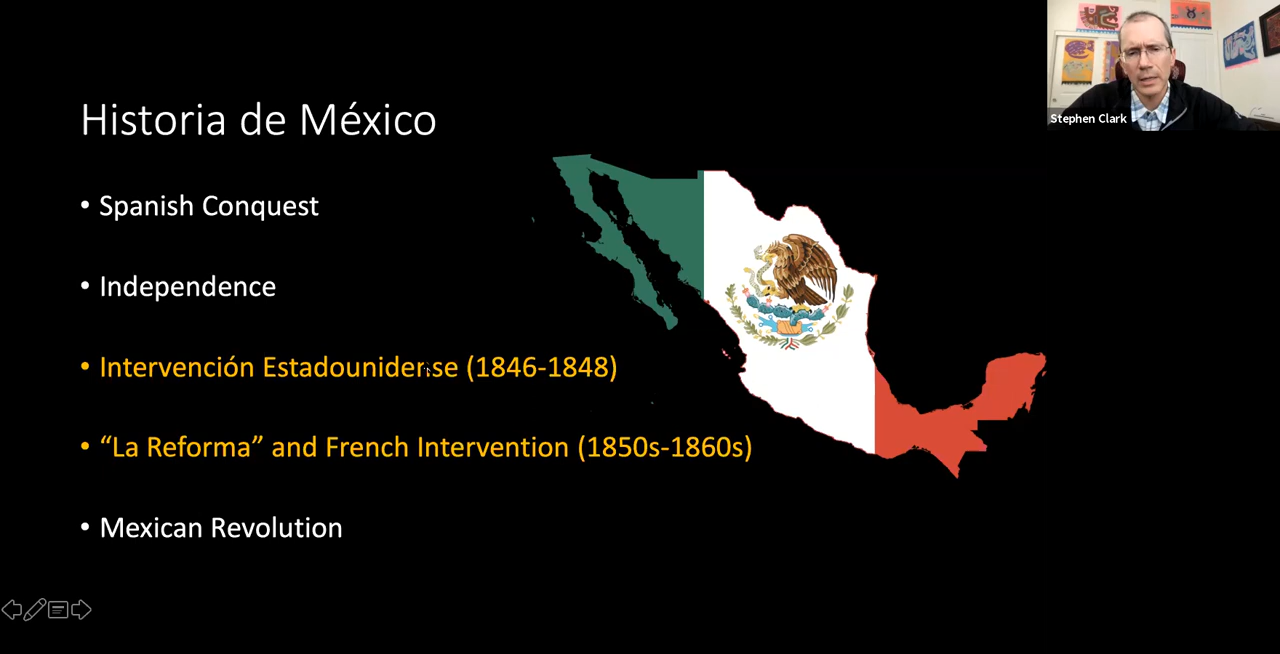 Stephen Clark
Historia de México
• Spanish Conquest
• Independence
• Intervención Estadounidense (1846-1848)
• “La Reforma” and French Intervention (1850s-1860s)
• Mexican Revolution